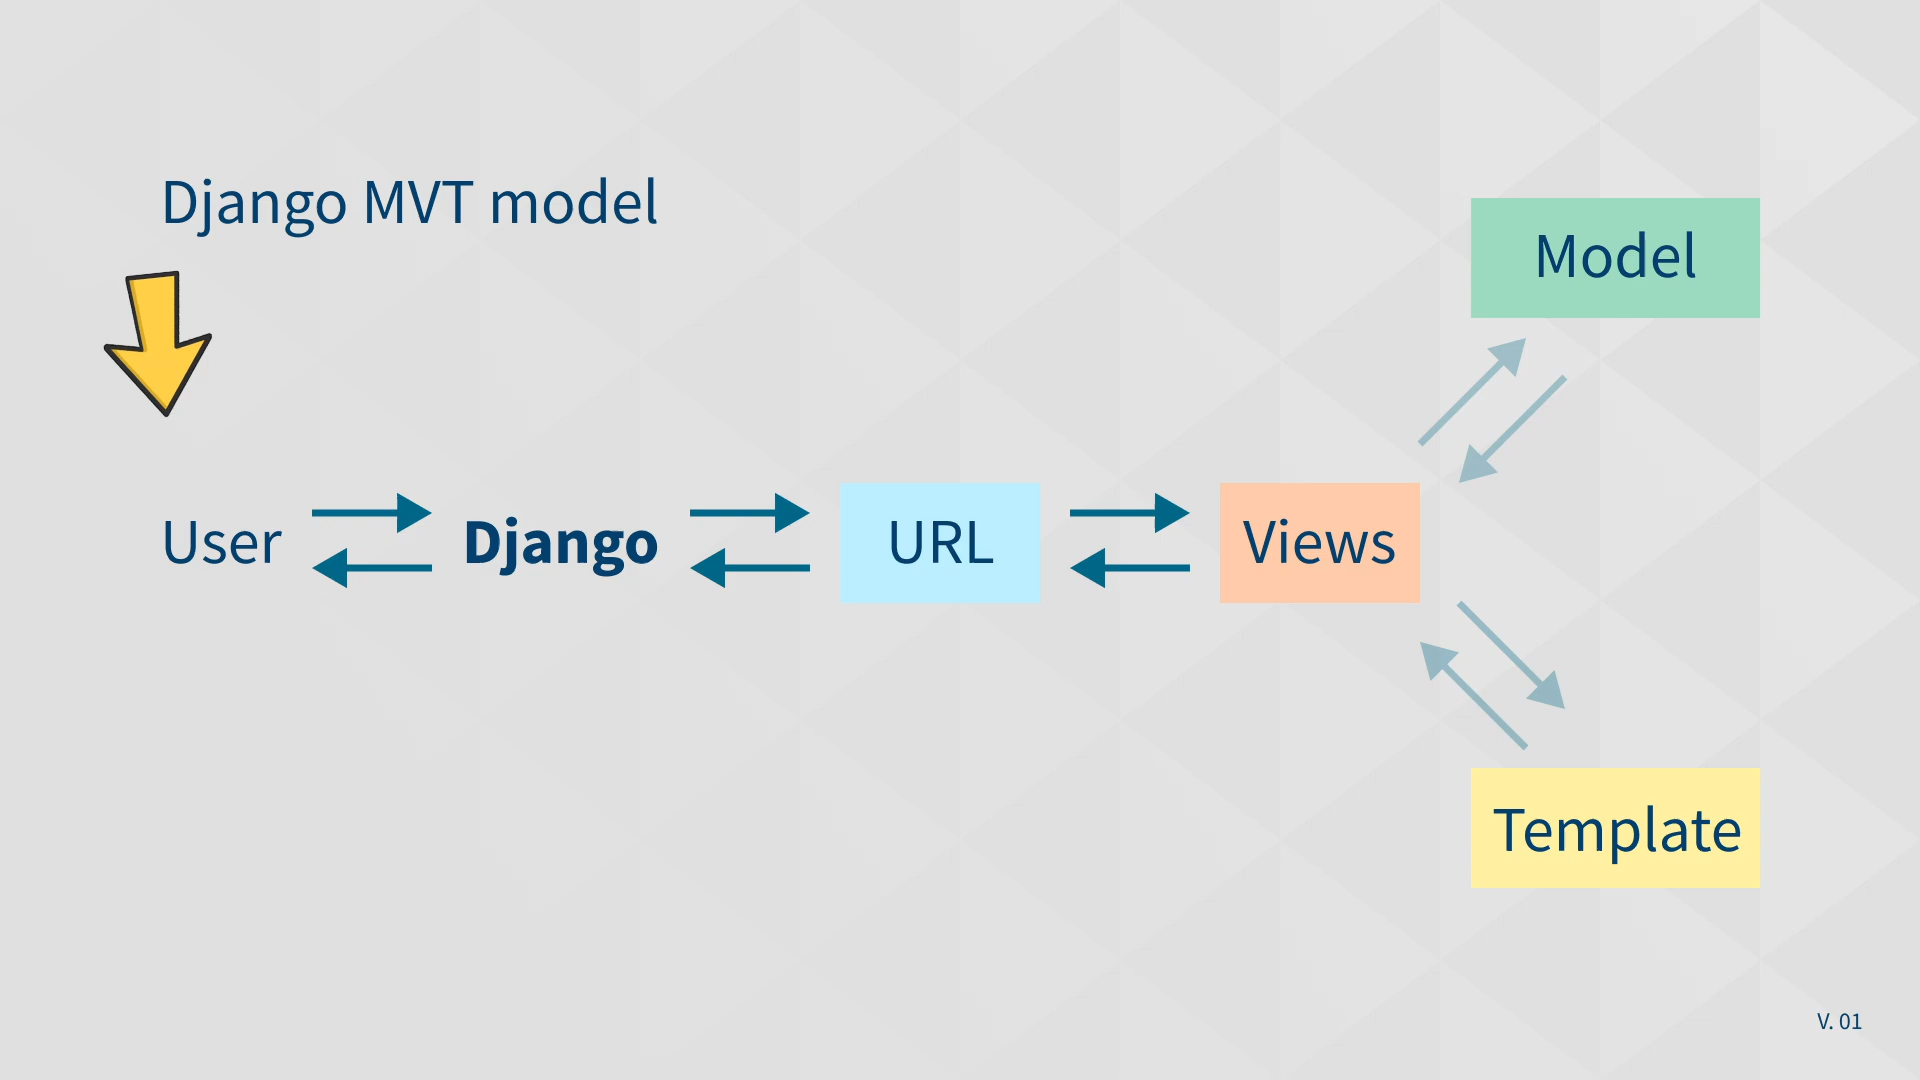 Django MVT model
Model
User
Django
URL
Views
Template
V. 01